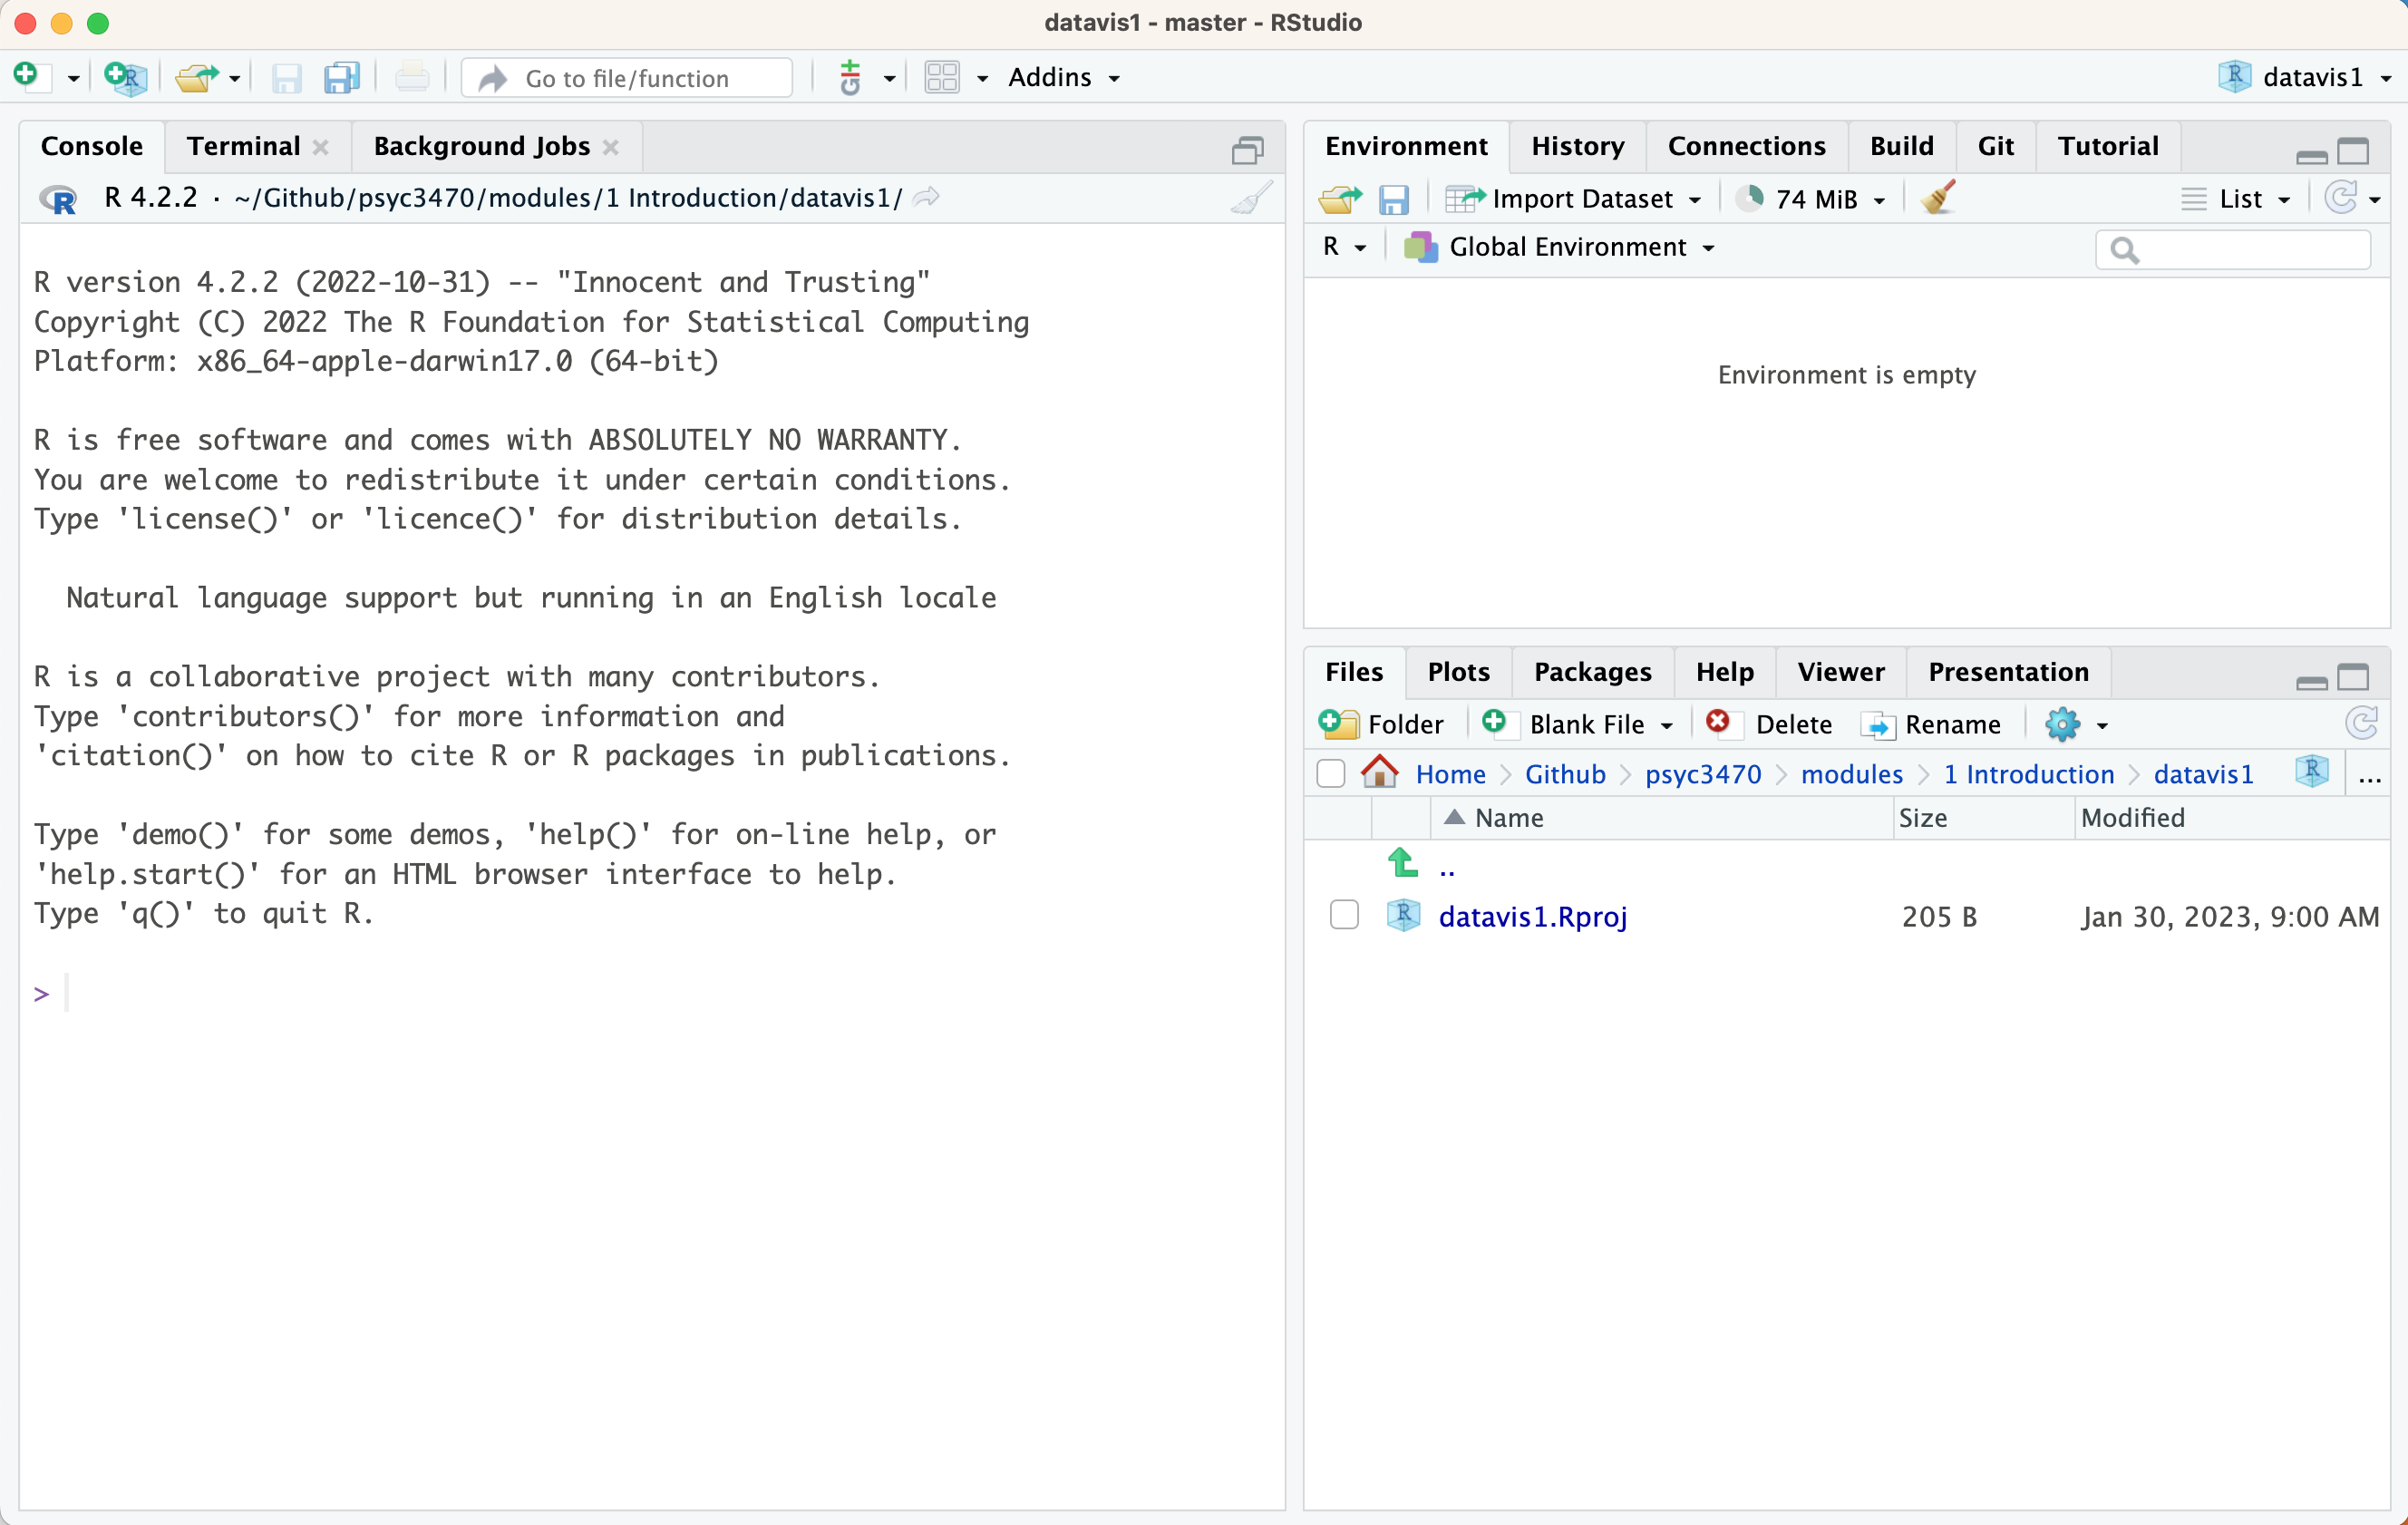 datavis1 - master - RStudio
Go to file/function
Addins
datavis1
Console Terminal Background Jobs
R 4.2.2 · ~/Github/psyc3470/modules/1 Introduction/datavis1/
R version 4.2.2 (2022-10-31) -- "Innocent and Trusting"
Copyright (C) 2022 The R Foundation for Statistical Computing
Platform: x86_64-apple-darwin17.0 (64-bit)
R is free software and comes with ABSOLUTELY NO WARRANTY.
You are welcome to redistribute it under certain conditions.
Type 'license()' or 'licence()' for distribution details.
Natural language support but running in an English locale
R is a collaborative project with many contributors.
Type 'contributors()' for more information and
'citation()' on how to cite R or R packages in publications.
Type 'demo()' for some demos, 'help()' for on-line help, or
'help.start()' for an HTML browser interface to help.
Type 'q()' to quit R.
>
Environment History Connections Build Git Tutorial
Import Dataset 74 MiB List
R Global Environment
Environment is empty
Files Plots Packages Help Viewer Presentation
Folder Blank File Delete Rename
Home Github psyc3470 modules 1 Introduction datavis1 ...
Name Size Modified
..
datavis1.Rproj 205 B Jan 30, 2023, 9:00 AM